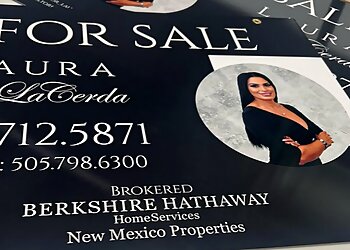 FOR SALE
AURA
LaCerda
.712.5871
: 505.798.6300
BROKERED
BERKSHIRE HATHAWAY
HomeServices
New Mexico Properties